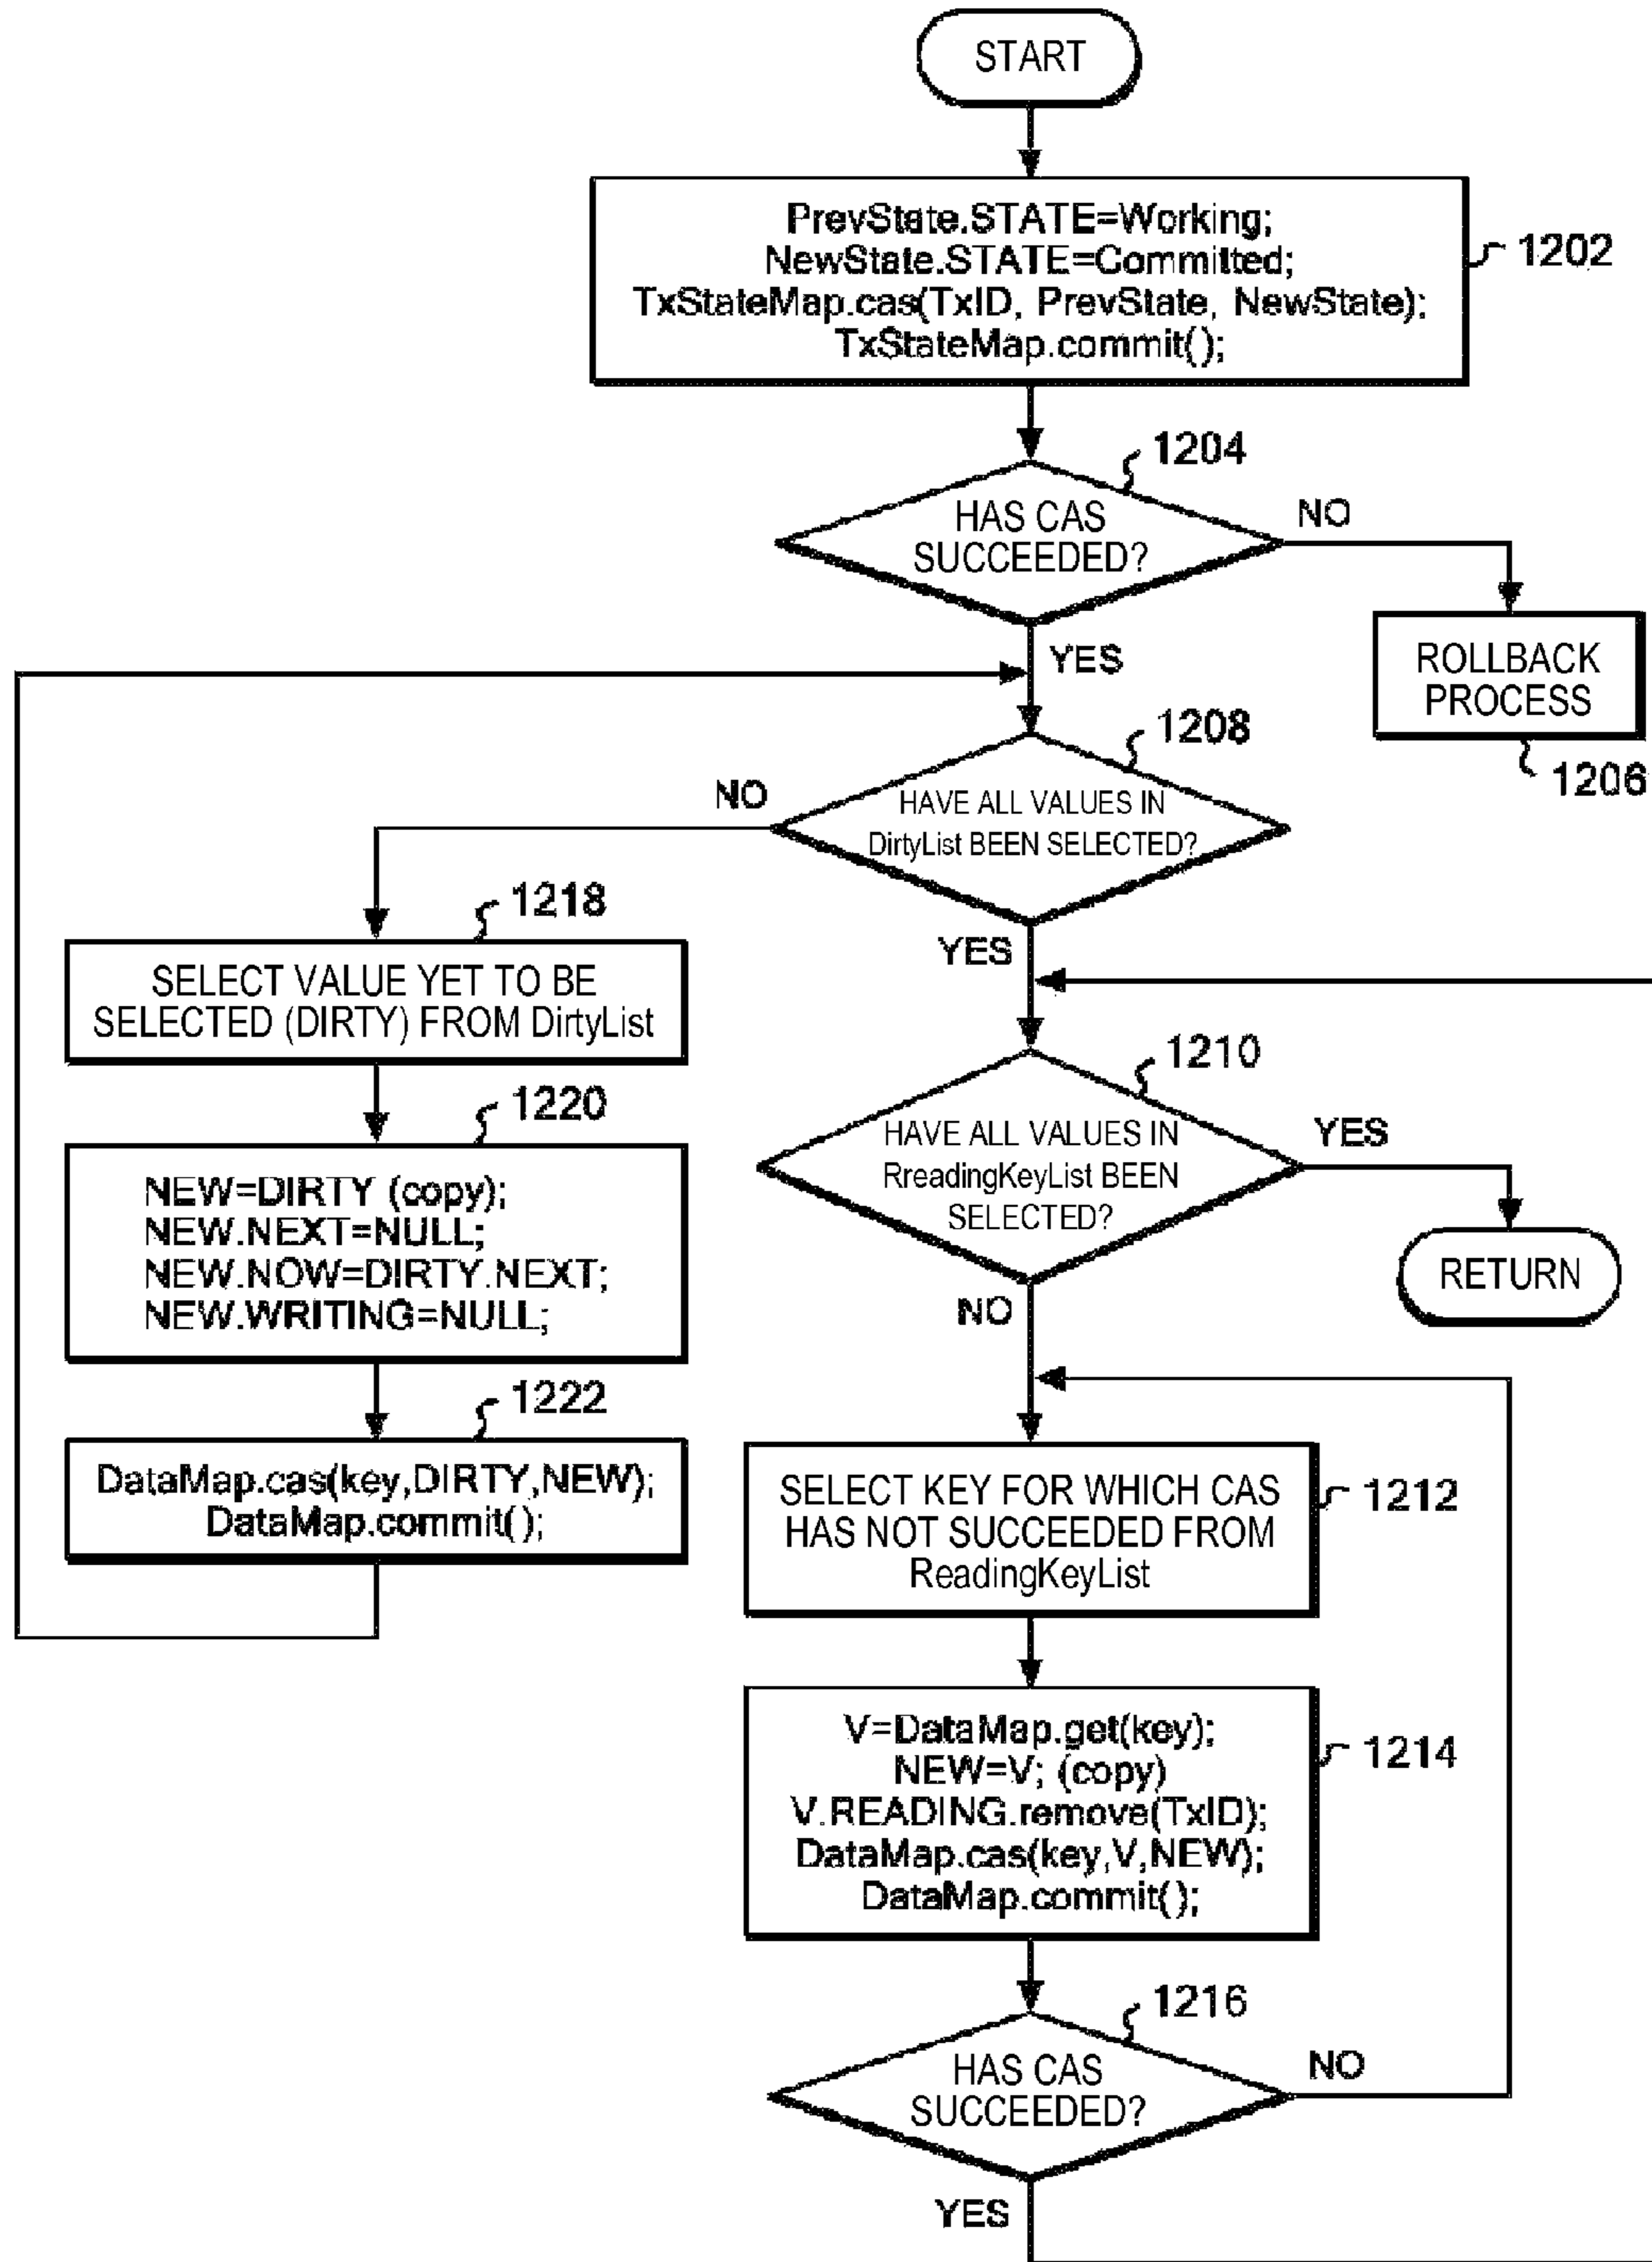 START
PrevState.STATE=Working;
NewState.STATE=Committed;
TxStateMap.cas(TxID, PrevState, NewState);
TxStateMap.commit();
1202
1204
HAS CAS
SUCCEEDED?
NO
YES
ROLLBACK
PROCESS
1206
1208
HAVE ALL VALUES IN
DirtyList BEEN SELECTED?
NO
YES
1218
SELECT VALUE YET TO BE
SELECTED (DIRTY) FROM DirtyList
1220
NEW=DIRTY (copy);
NEW.NEXT=NULL;
NEW.NOW=DIRTY.NEXT;
NEW.WRITING=NULL;
1222
DataMap.cas(key,DIRTY,NEW);
DataMap.commit();
1210
HAVE ALL VALUES IN
RreadingKeyList BEEN
SELECTED?
YES
RETURN
NO
SELECT KEY FOR WHICH CAS
HAS NOT SUCCEEDED FROM
ReadingKeyList
1212
V=DataMap.get(key);
NEW=V; (copy)
V.READING.remove(TxID);
DataMap.cas(key,V,NEW);
DataMap.commit();
1214
1216
HAS CAS
SUCCEEDED?
NO
YES